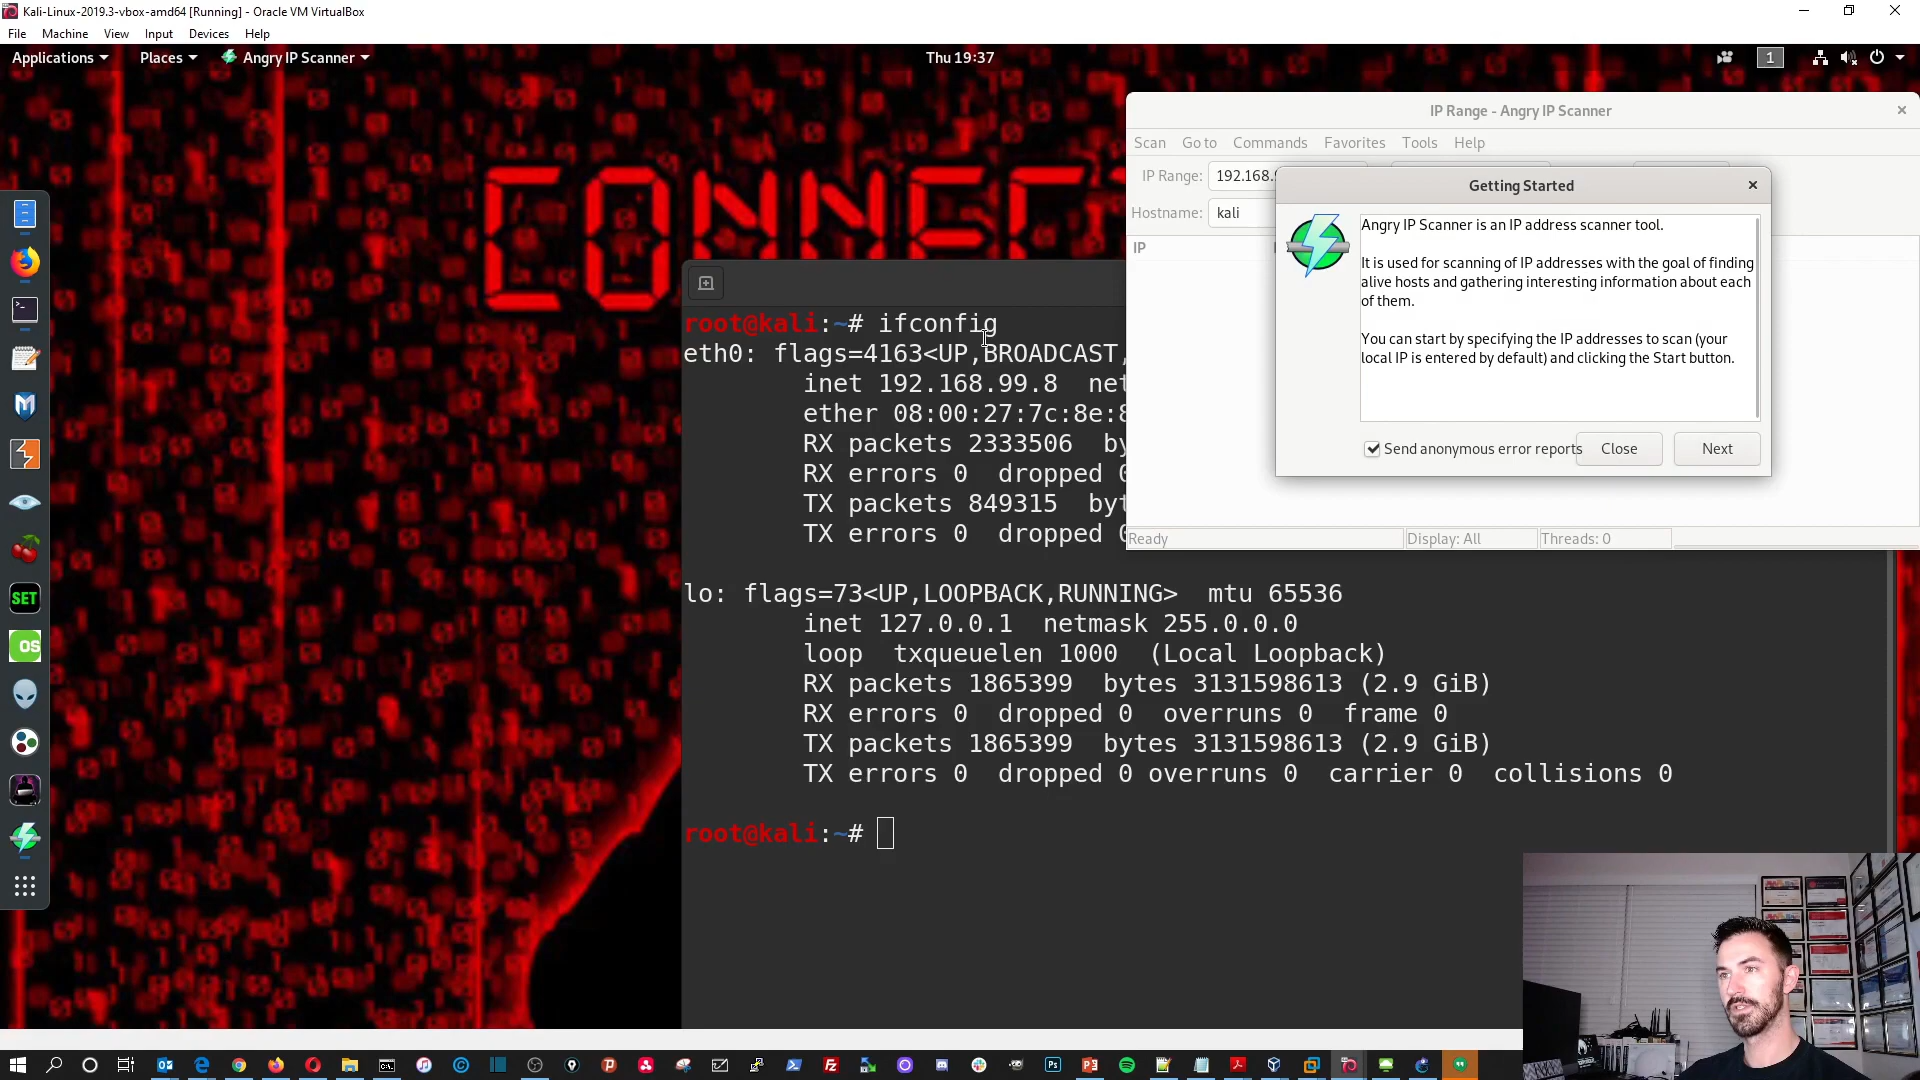 Kali-Linux-2019.3-vbox-amd64 [Running] - Oracle VM VirtualBox
File Machine View Input Devices Help
Applications Places Angry IP Scanner Thu 19:37 1
CONNEC
IP Range - Angry IP Scanner
Scan Go to Commands Favorites Tools Help
IP Range: 192.168.
Hostname: kali
IP
Getting Started
Angry IP Scanner is an IP address scanner tool.
It is used for scanning of IP addresses with the goal of finding
alive hosts and gathering interesting information about each
of them.
You can start by specifying the IP addresses to scan (your
local IP is entered by default) and clicking the Start button.
Send anonymous error reports Close Next
Ready Display: All Threads: 0
root@kali:~# ifconfig
eth0: flags=4163<UP,BROADCAST,
inet 192.168.99.8 net
ether 08:00:27:7c:8e:8
RX packets 2333506 by
RX errors 0 dropped 0
TX packets 849315 byt
TX errors 0 dropped 0
lo: flags=73<UP,LOOPBACK,RUNNING> mtu 65536
inet 127.0.0.1 netmask 255.0.0.0
loop txqueuelen 1000 (Local Loopback)
RX packets 1865399 bytes 3131598613 (2.9 GiB)
RX errors 0 dropped 0 overruns 0 frame 0
TX packets 1865399 bytes 3131598613 (2.9 GiB)
TX errors 0 dropped 0 overruns 0 carrier 0 collisions 0
root@kali:~#
SET
OS